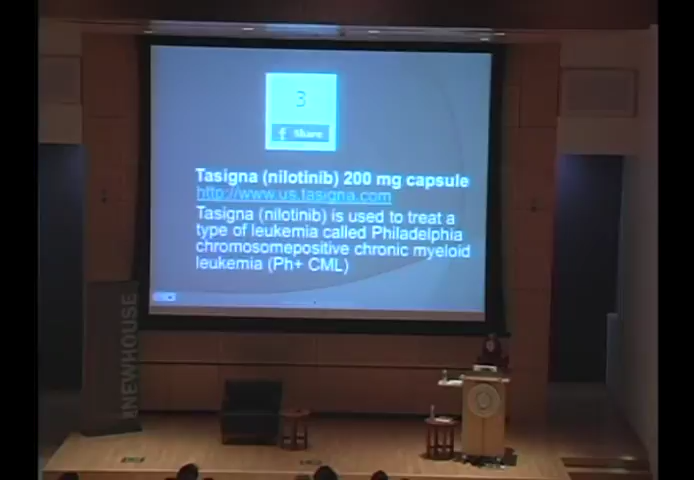 3
f Share
Tasigna (nilotinib) 200 mg capsule
http://www.us.tasigna.com
Tasigna (nilotinib) is used to treat a
type of leukemia called Philadelphia
chromosomepositive chronic myeloid
leukemia (Ph+ CML)
NEWHOUSE